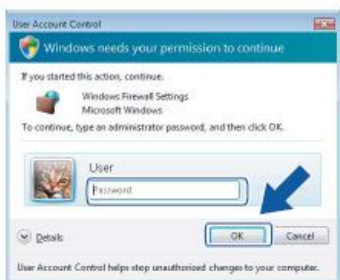 User Account Control
Windows needs your permission to continue
If you started this action, continue.
Windows Firewall Settings
Microsoft Windows
To continue, type an administrator password, and then click OK.
User
Password
Details
OK
Cancel
User Account Control helps stop unauthorized changes to your computer.